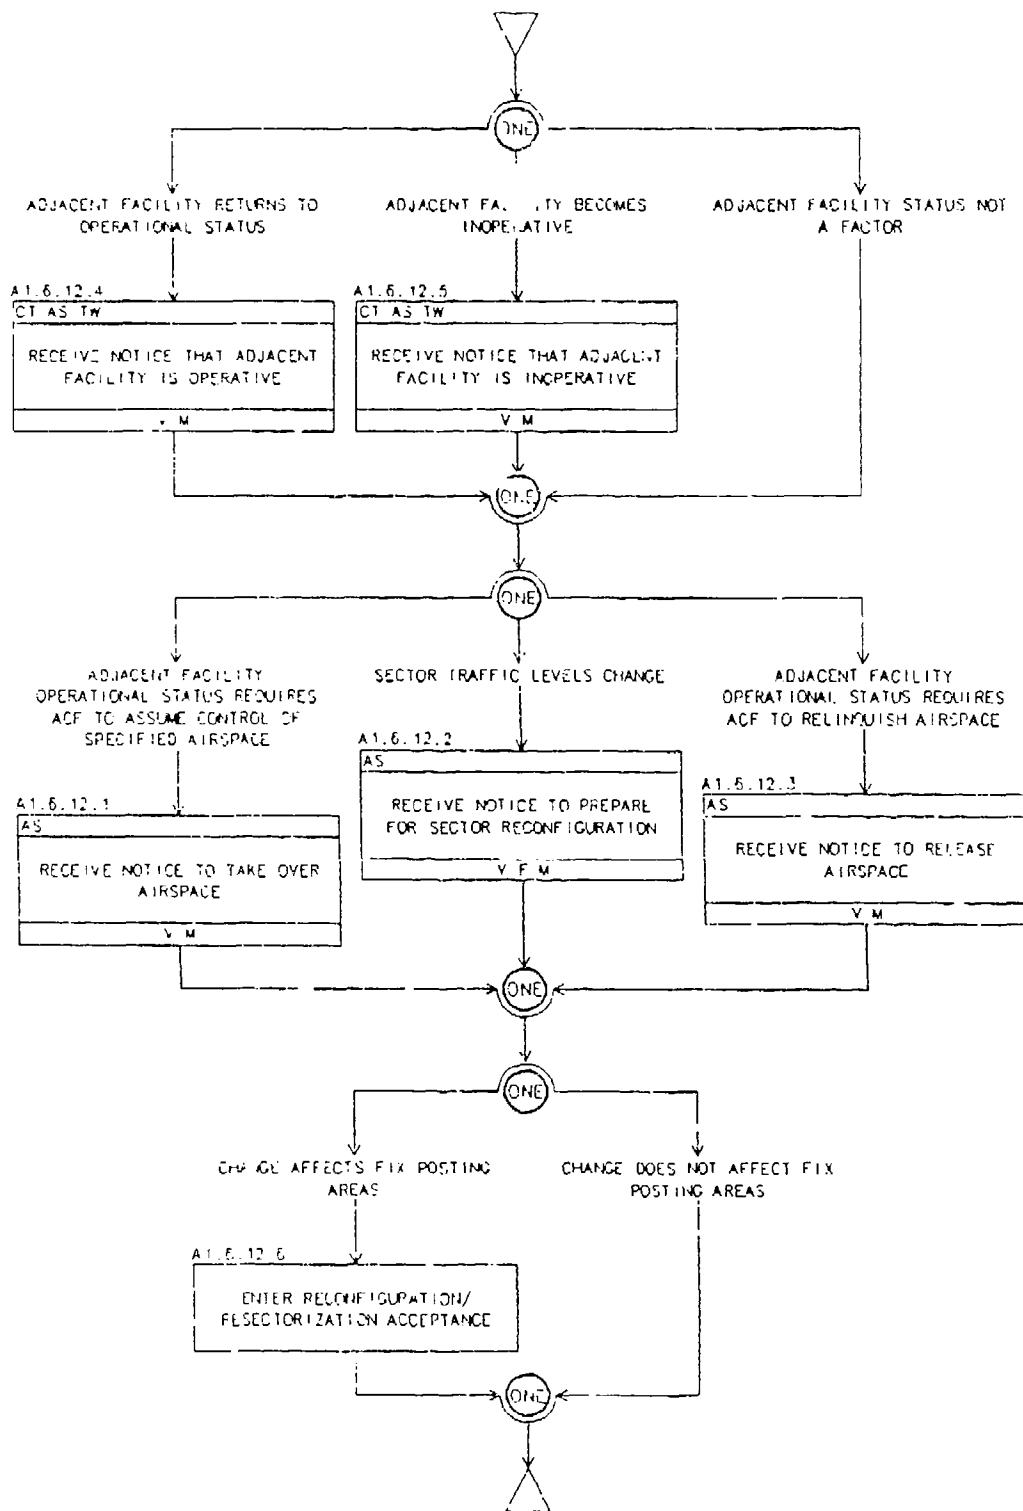 ONE
ADJACENT FACILITY RETURNS TO
OPERATIONAL STATUS
ADJACENT BECOMES
INOPERATIVE
ADJACENT FACILITY STATUS NOT
A FACTOR
A1.6.12.4
CT AS TW
RECEIVE NOTICE THAT ADJACENT
FACILITY IS OPERATIVE
M
A1.6.12.5
CT AS TW
RECEIVE NOTICE THAT ADJACENT
FACILITY IS INOPERATIVE
V M
ONE
ONE
ADJACENT FACILITY
OPERATIONAL STATUS REQUIRES
ACF TO ASSUME CONTROL OF
SPECIFIED AIRSPACE
SECTOR TRAFFIC LEVELS CHANGE
ADJACENT FACILITY
OPERATIONAL STATUS REQUIRES
ACF TO RELINQUISH AIRSPACE
A1.6.12.1
AS
RECEIVE NOTICE TO TAKE OVER
AIRSPACE
V M
A1.6.12.2
AS
RECEIVE NOTICE TO PREPARE
FOR SECTOR RECONFIGURATION
V F M
A1.6.12.3
AS
RECEIVE NOTICE TO RELEASE
AIRSPACE
V M
ONE
ONE
CHANGE AFFECTS FIX POSTING
AREAS
CHANGE DOES NOT AFFECT FIX
POSTING AREAS
A1.6.12.6
ENTER RECONFIGURATION/
RESECTORIZATION ACCEPTANCE
ONE